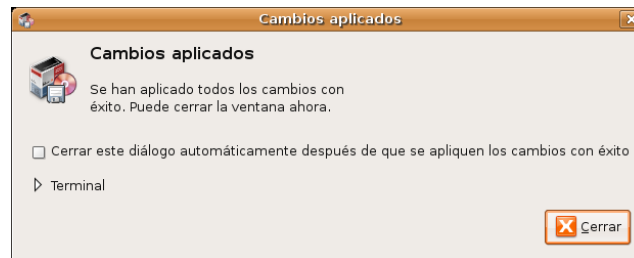 Cambios aplicados
Cambios aplicados
Se han aplicado todos los cambios con
éxito. Puede cerrar la ventana ahora.
Cerrar este diálogo automáticamente después de que se apliquen los cambios con éxito
Terminal
Cerrar